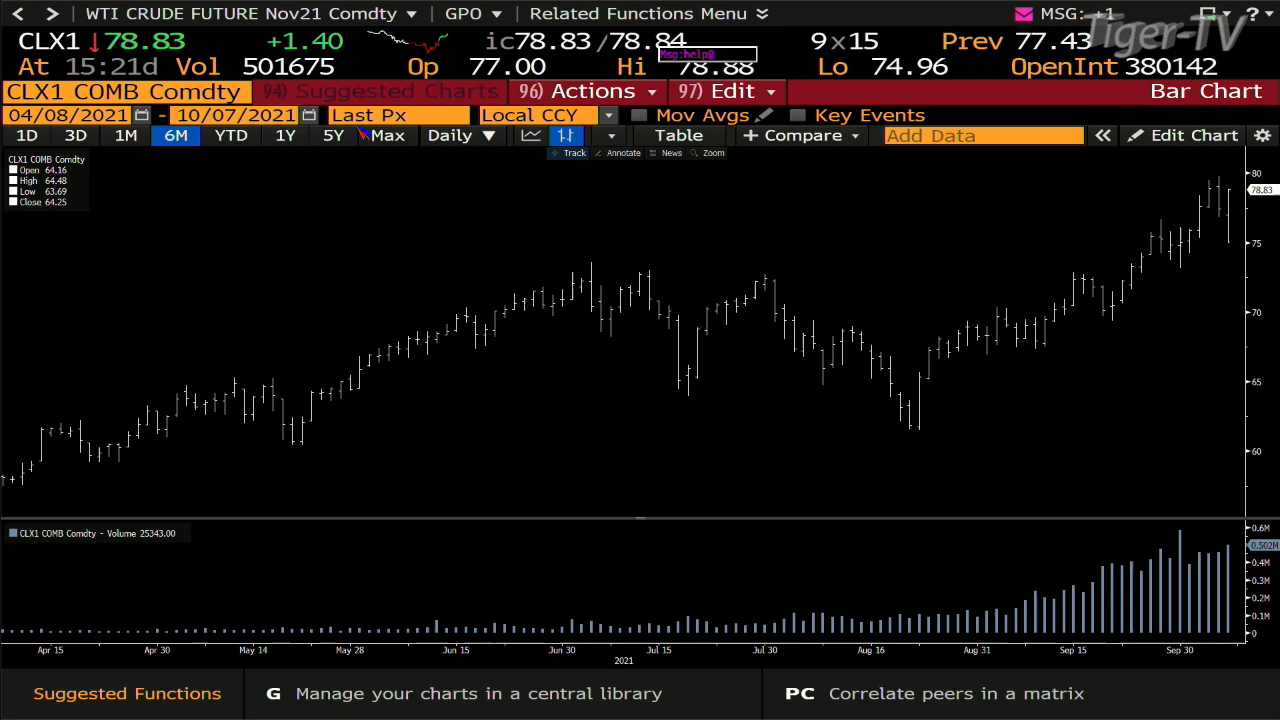 WTI CRUDE FUTURE Nov21 Comdty GPO Related Functions Menu MSG: +1 ?
Tiger-TV
CLX1 78.83 +1.40 ic78.83 /78.84 9x15 Prev 77.43
Msg:help@
At 15:21d Vol 501675 Op 77.00 Hi 78.88 Lo 74.96 OpenInt 380142
CLX1 COMB Comdty 94) Suggested Charts 96) Actions 97) Edit Bar Chart
04/08/2021 - 10/07/2021 Last Px Local CCY Mov Avgs Key Events
1D 3D 1M 6M YTD 1Y 5Y Max Daily Table + Compare Add Data Edit Chart
Track Annotate News Zoom
CLX1 COMB Comdty
Open 64.16
High 64.48
Low 63.69
Close 64.25
80
78.83
75
70
65
60
CLX1 COMB Comdty - Volume 25343.00
0.6M
0.502M
0.4M
0.3M
0.2M
0.1M
0
Apr 15 Apr 30 May 14 May 28 Jun 15 Jun 30 Jul 15 Jul 30 Aug 16 Aug 31 Sep 15 Sep 30
2021
Suggested Functions G Manage your charts in a central library PC Correlate peers in a matrix